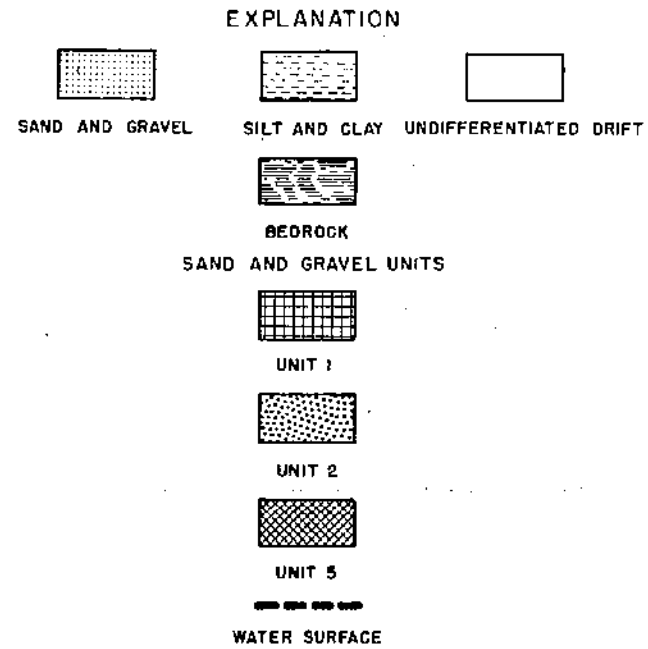 EXPLANATION
SAND AND GRAVEL SILT AND CLAY UNDIFFERENTIATED DRIFT
BEDROCK
SAND AND GRAVEL UNITS
UNIT 1
UNIT 2
UNIT 5
WATER SURFACE